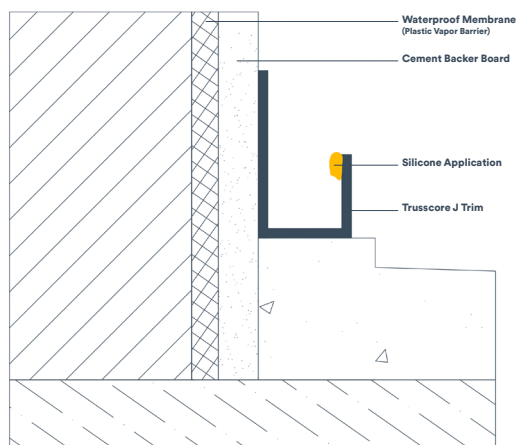 Waterproof Membrane
(Plastic Vapor Barrier)
Cement Backer Board
Silicone Application
Trusscore J Trim